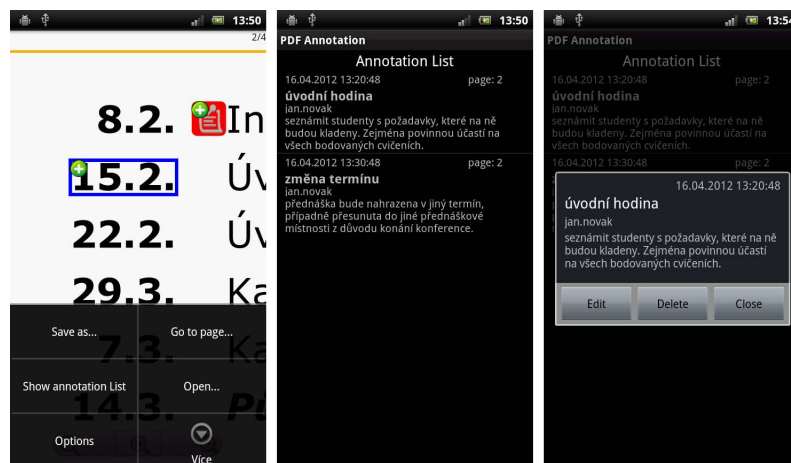 13:50
2/4
8.2. In
15.2. Úv
22.2. Úv
29.3. Ka
7.3. Ka
14.3.
Save as...
Go to page...
Show annotation List
Open...
Options
Více
13:50
PDF Annotation
Annotation List
16.04.2012 13:20:48 page: 2
úvodní hodina
jan.novak
seznámit studenty s požadavky, které na ně
budou kladeny. Zejména povinnou účastí na
všech bodovaných cvičeních.
16.04.2012 13:30:48 page: 2
změna termínu
jan.novak
přednáška bude nahrazena v jiný termín,
případně přesunuta do jiné přednáškové
místnosti z důvodu konání konference.
13:54
PDF Annotation
Annotation List
16.04.2012 13:20:48 page: 2
úvodní hodina
jan.novak
seznámit studenty s požadavky, které na ně
budou kladeny. Zejména povinnou účastí na
všech bodovaných cvičeních.
16.04.2012 13:30:48 page: 2
16.04.2012 13:20:48
úvodní hodina
jan.novak
seznámit studenty s požadavky, které na ně
budou kladeny. Zejména povinnou účastí
na všech bodovaných cvičeních.
Edit
Delete
Close